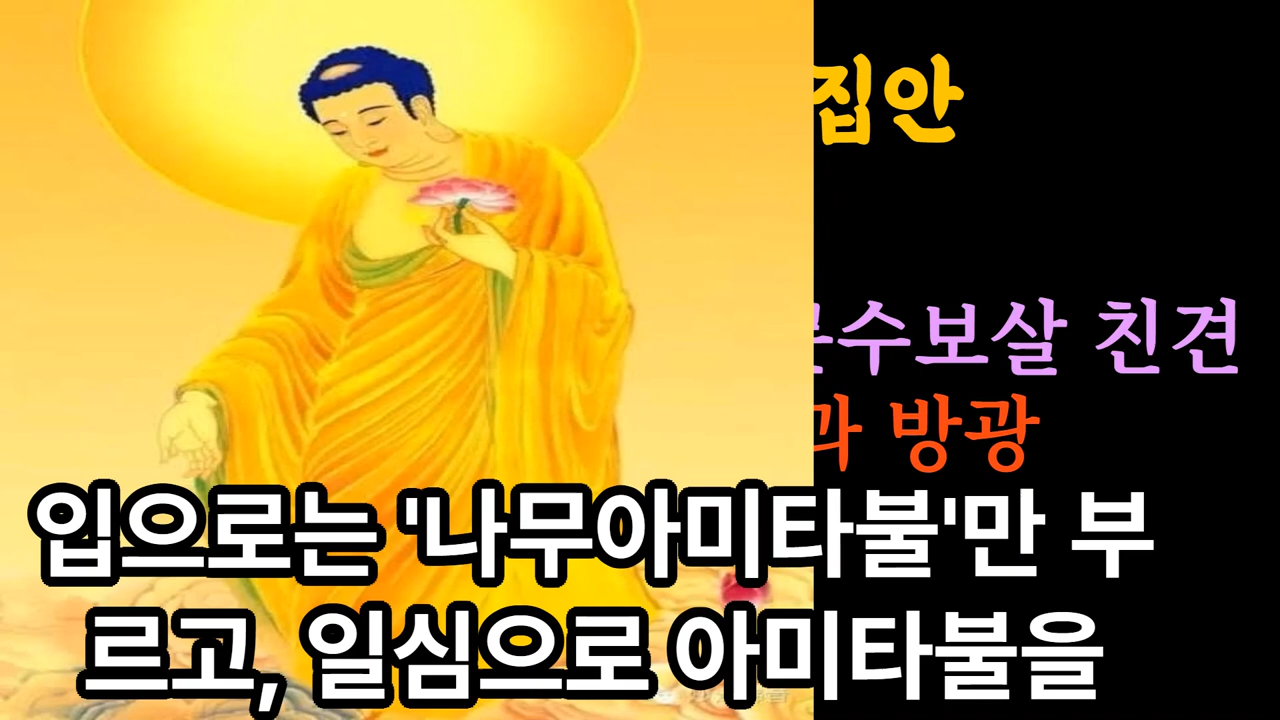 집안
수보살 친견
방광
입으로는 '나무아미타불'만 부
르고, 일심으로 아미타불을